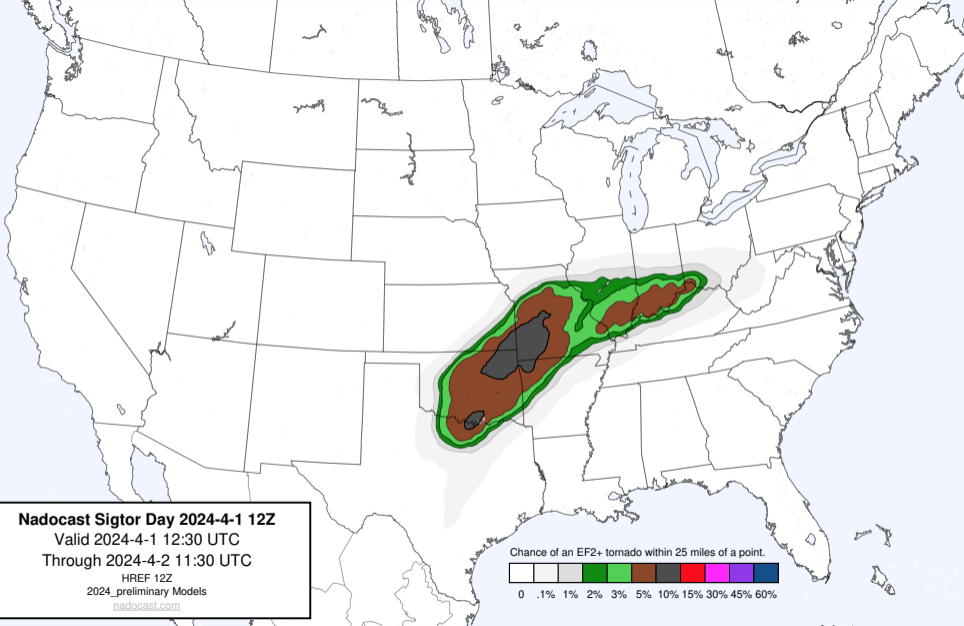 Nadocast Sigtor Day 2024-4-1 12Z
Valid 2024-4-1 12:30 UTC
Through 2024-4-2 11:30 UTC
HREF 12Z
2024_preliminary Models
nadocast.com
Chance of an EF2+ tornado within 25 miles of a point.
0 .1% 1% 2% 3% 5% 10% 15% 30% 45% 60%